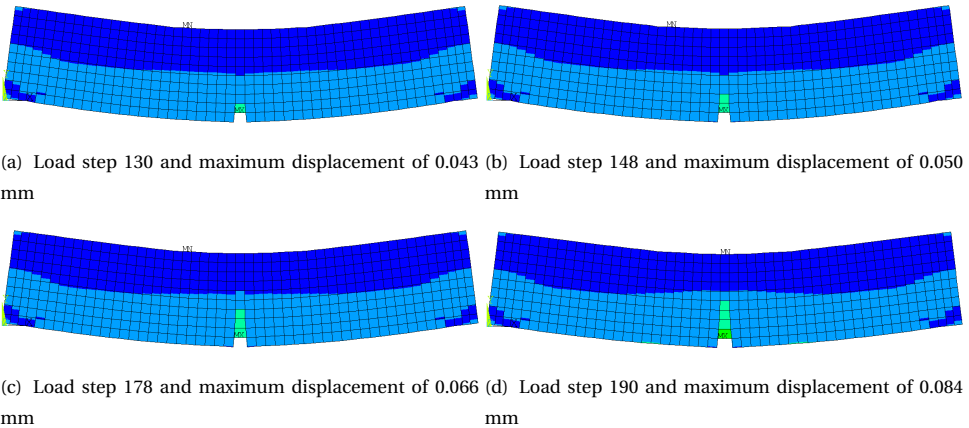 MN
MN
MX
MX
(a) Load step 130 and maximum displacement of 0.043 mm
(b) Load step 148 and maximum displacement of 0.050 mm
MN
MN
MX
MX
(c) Load step 178 and maximum displacement of 0.066 mm
(d) Load step 190 and maximum displacement of 0.084 mm